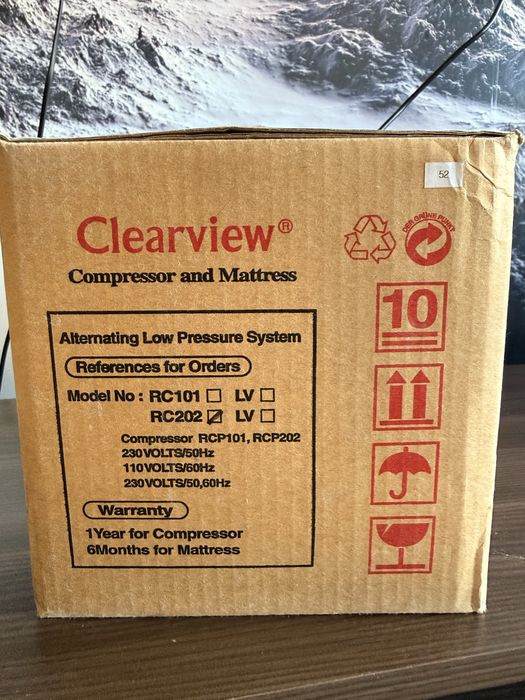 52
Clearview®
DER GRÜNE PUNKT
Compressor and Mattress
10
Alternating Low Pressure System
References for Orders
Model No : RC101 □ LV □
RC202 ☑ LV □
Compressor RCP101, RCP202
230VOLTS/50Hz
110VOLTS/60Hz
230VOLTS/50,60Hz
Warranty
1Year for Compressor
6Months for Mattress